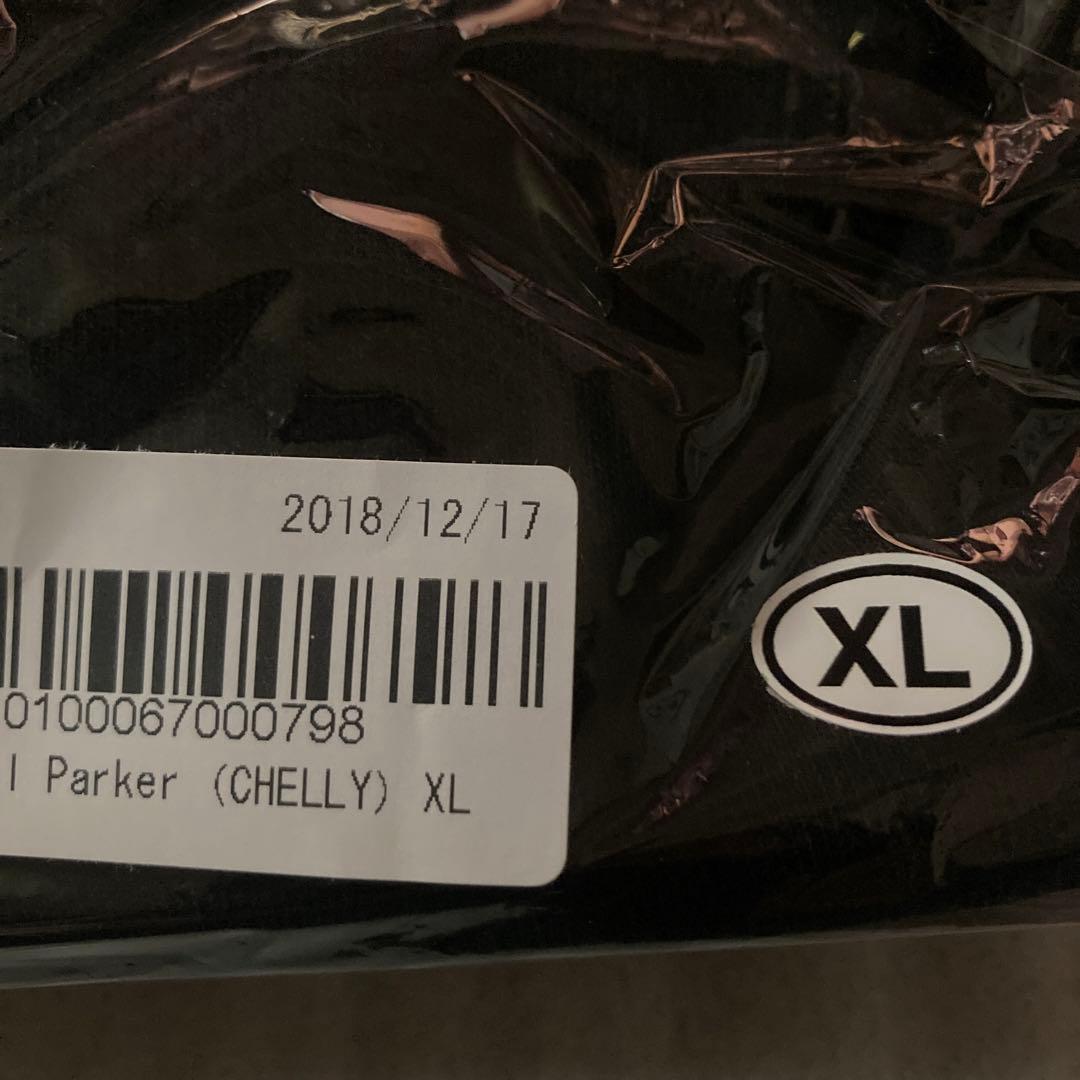 2018/12/17
0100067000798
l Parker (CHELLY) XL
XL